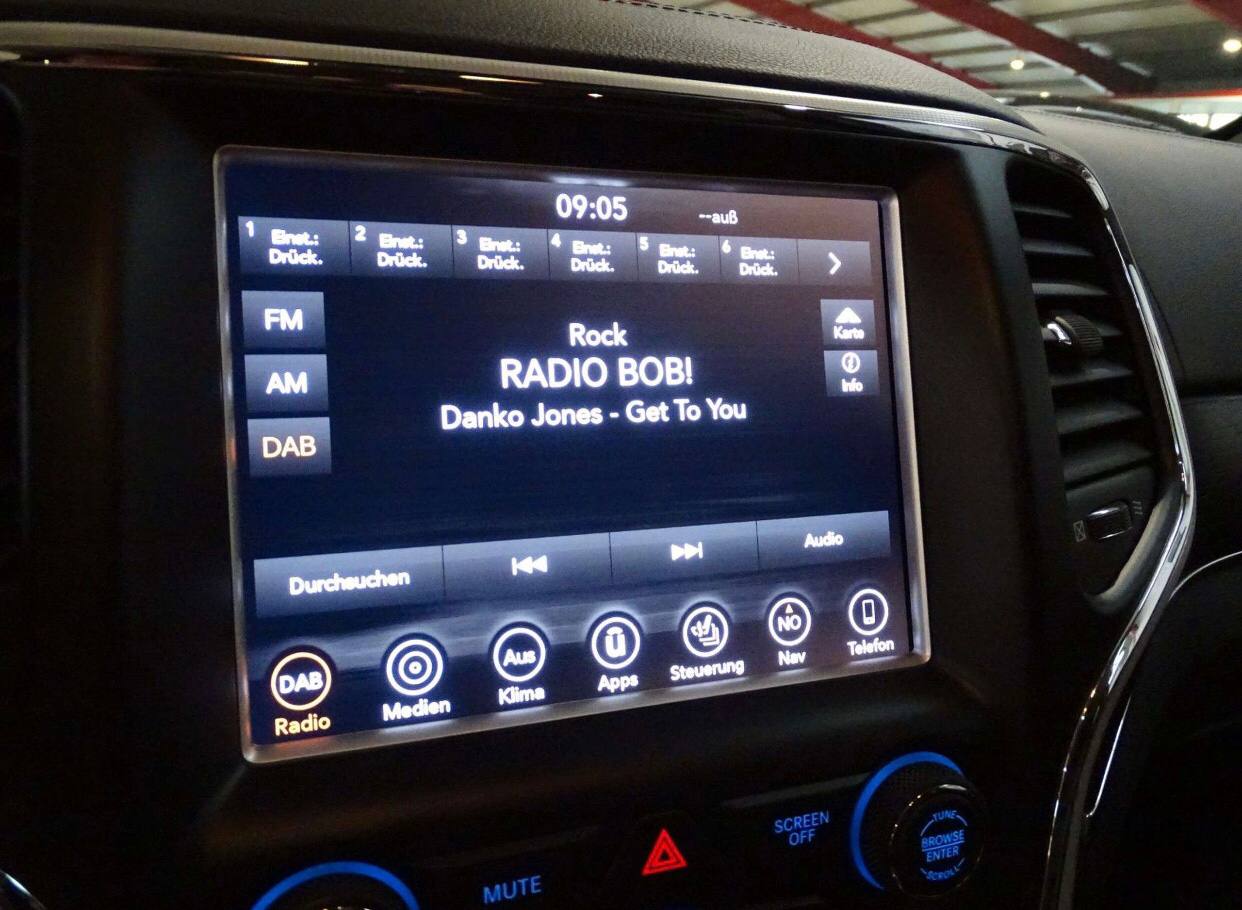 09:05
--auß
1 Einst.: Drück.
2 Einst.: Drück.
3 Einst.: Drück.
4 Einst.: Drück.
5 Einst.: Drück.
6 Einst.: Drück.
FM
AM
DAB
Rock
RADIO BOB!
Danko Jones - Get To You
Karte
Info
Durchsuchen
Audio
DAB
Radio
Medien
Aus
Klima
ū
Apps
Steuerung
NO
Nav
Telefon
MUTE
SCREEN
OFF
TUNE
BROWSE
ENTER
SCROLL